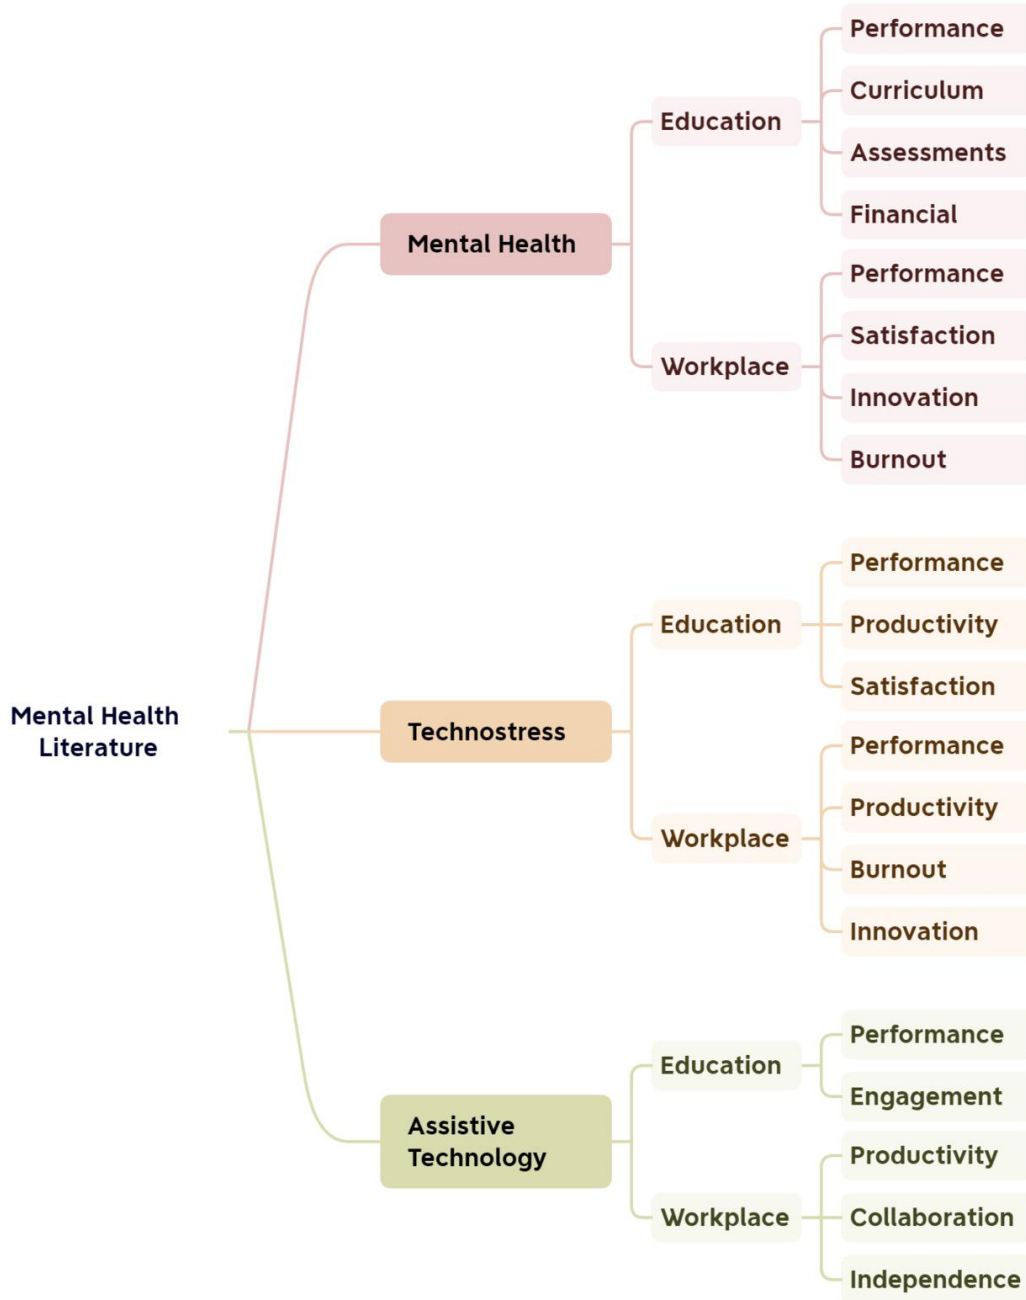 Mental Health
Literature
Mental Health
Education
Performance
Curriculum
Assessments
Financial
Workplace
Performance
Satisfaction
Innovation
Burnout
Technostress
Education
Performance
Productivity
Satisfaction
Workplace
Performance
Productivity
Burnout
Innovation
Assistive
Technology
Education
Performance
Engagement
Workplace
Productivity
Collaboration
Independence